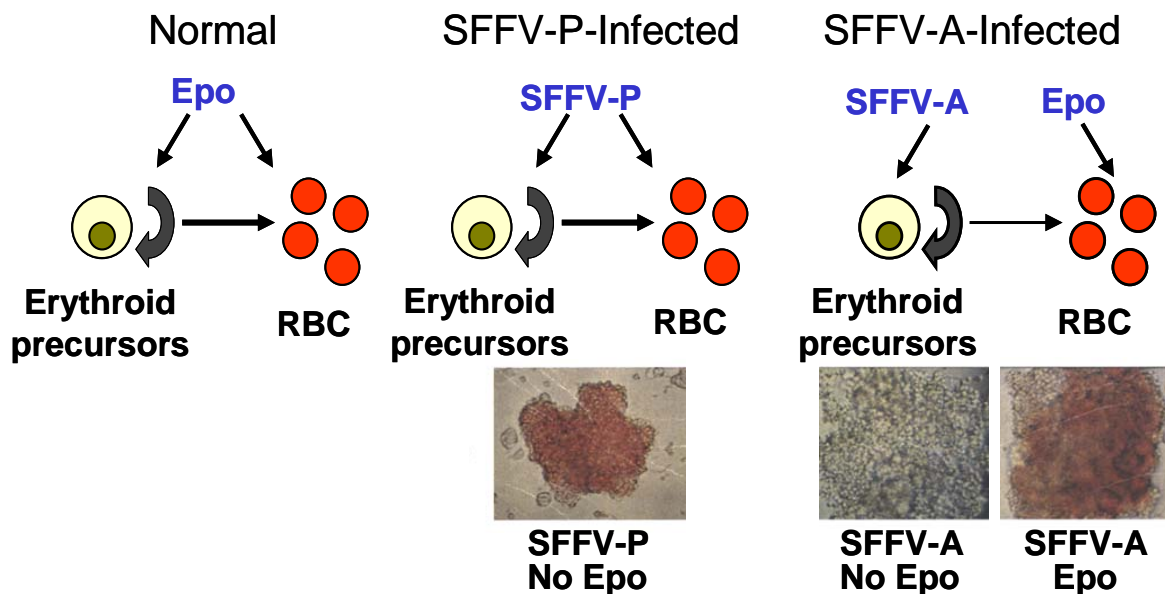 Normal
SFFV-P-Infected
SFFV-A-Infected
Epo
SFFV-P
SFFV-A
Epo
Erythroid
precursors
RBC
Erythroid
precursors
RBC
Erythroid
precursors
RBC
SFFV-P
No Epo
SFFV-A
No Epo
SFFV-A
Epo